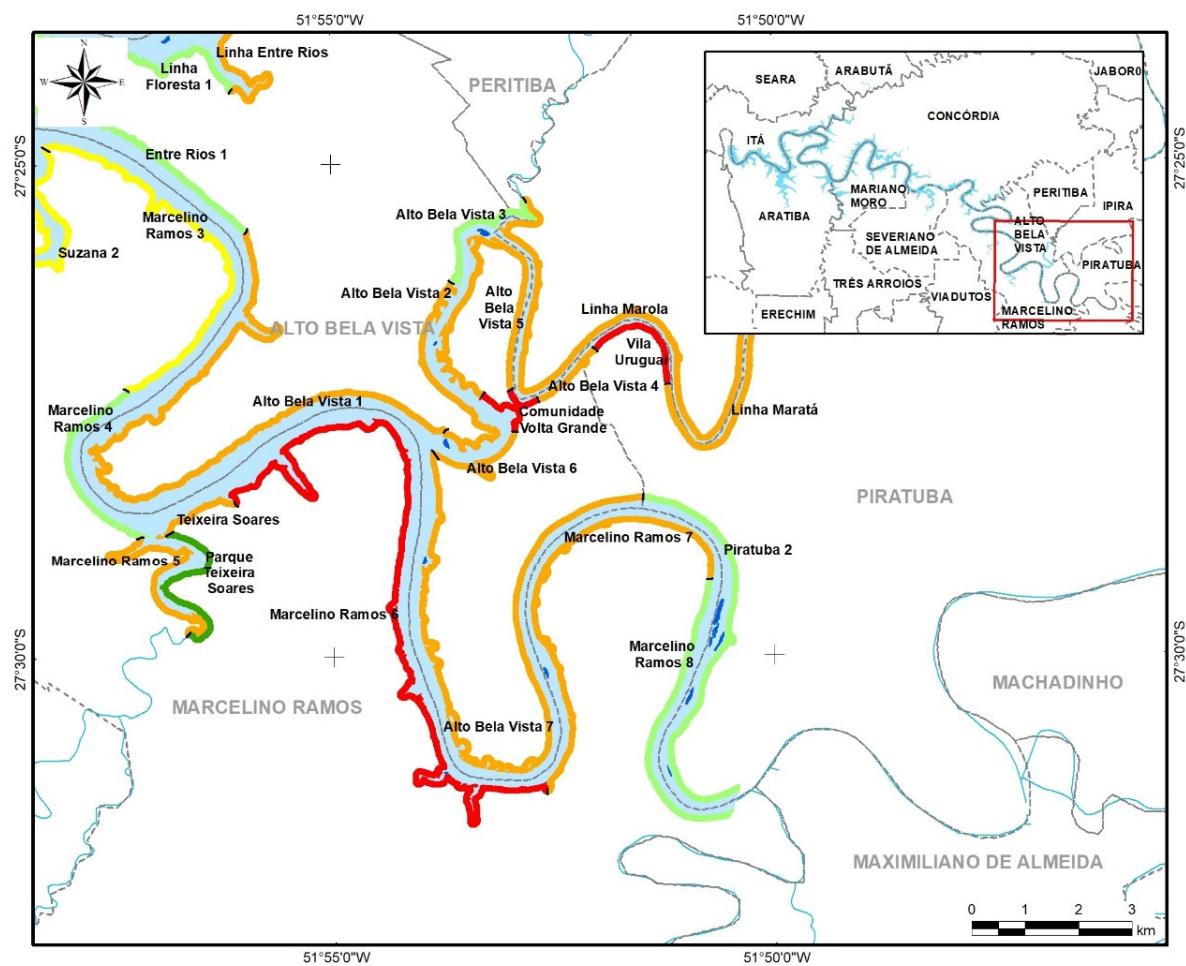 51°55'0"W
51°50'0"W
N
W
E
S
Linha Entre Rios
Linha
Floresta 1
PERITIBA
SEARA
ARABUTÃ
JABOR0
CONCÓRDIA
ITÁ
MARIANO
MORO
PERITIBA
IPIRA
ARATIBA
ALTO
BELA
VISTA
SEVERIANO
DE ALMEIDA
PIRATUBA
TRÊS ARROIOS
VIADUTOS
ERECHIM
MARCELINO
RAMOS
27°25'0"S
27°25'0"S
Entre Rios 1
Marcelino
Ramos 3
Suzana 2
Alto Bela Vista 3
Alto Bela Vista 2
Alto
Bela
Vista 5
ALTO BELA VISTA
Linha Marola
Vila
Uruguai
Alto Bela Vista 4
Marcelino
Ramos 4
Alto Bela Vista 1
Comunidade
Volta Grande
Linha Maratá
Alto Bela Vista 6
PIRATUBA
Teixeira Soares
Marcelino Ramos 5
Parque
Teixeira
Soares
Marcelino Ramos 7
Piratuba 2
Marcelino Ramos 6
Marcelino
Ramos 8
27°30'0"S
27°30'0"S
MACHADINHO
MARCELINO RAMOS
Alto Bela Vista 7
MAXIMILIANO DE ALMEIDA
0 1 2 3
km
51°55'0"W
51°50'0"W